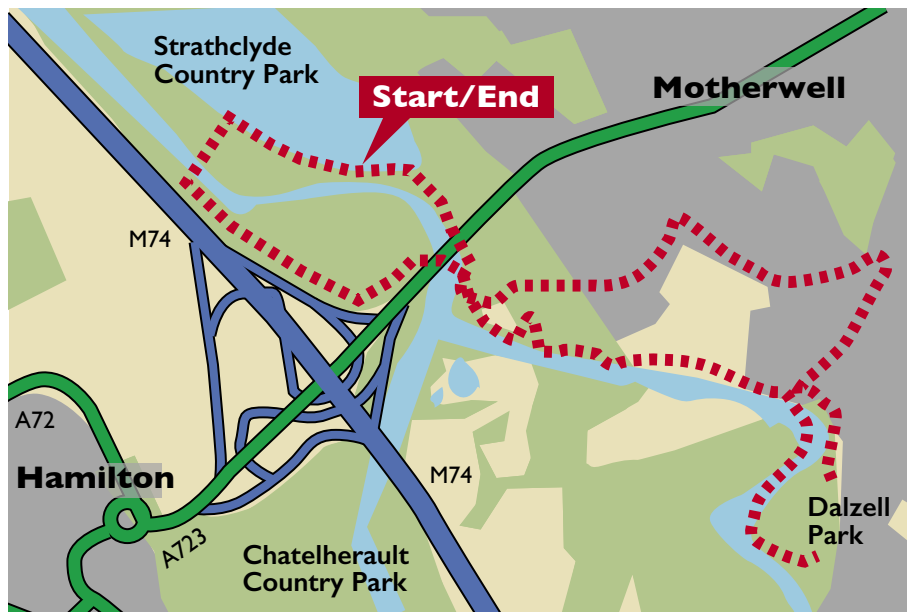 Strathclyde
Country Park
Start/End
Motherwell
M74
A72
Hamilton
A723
M74
Chatelherault
Country Park
Dalzell
Park